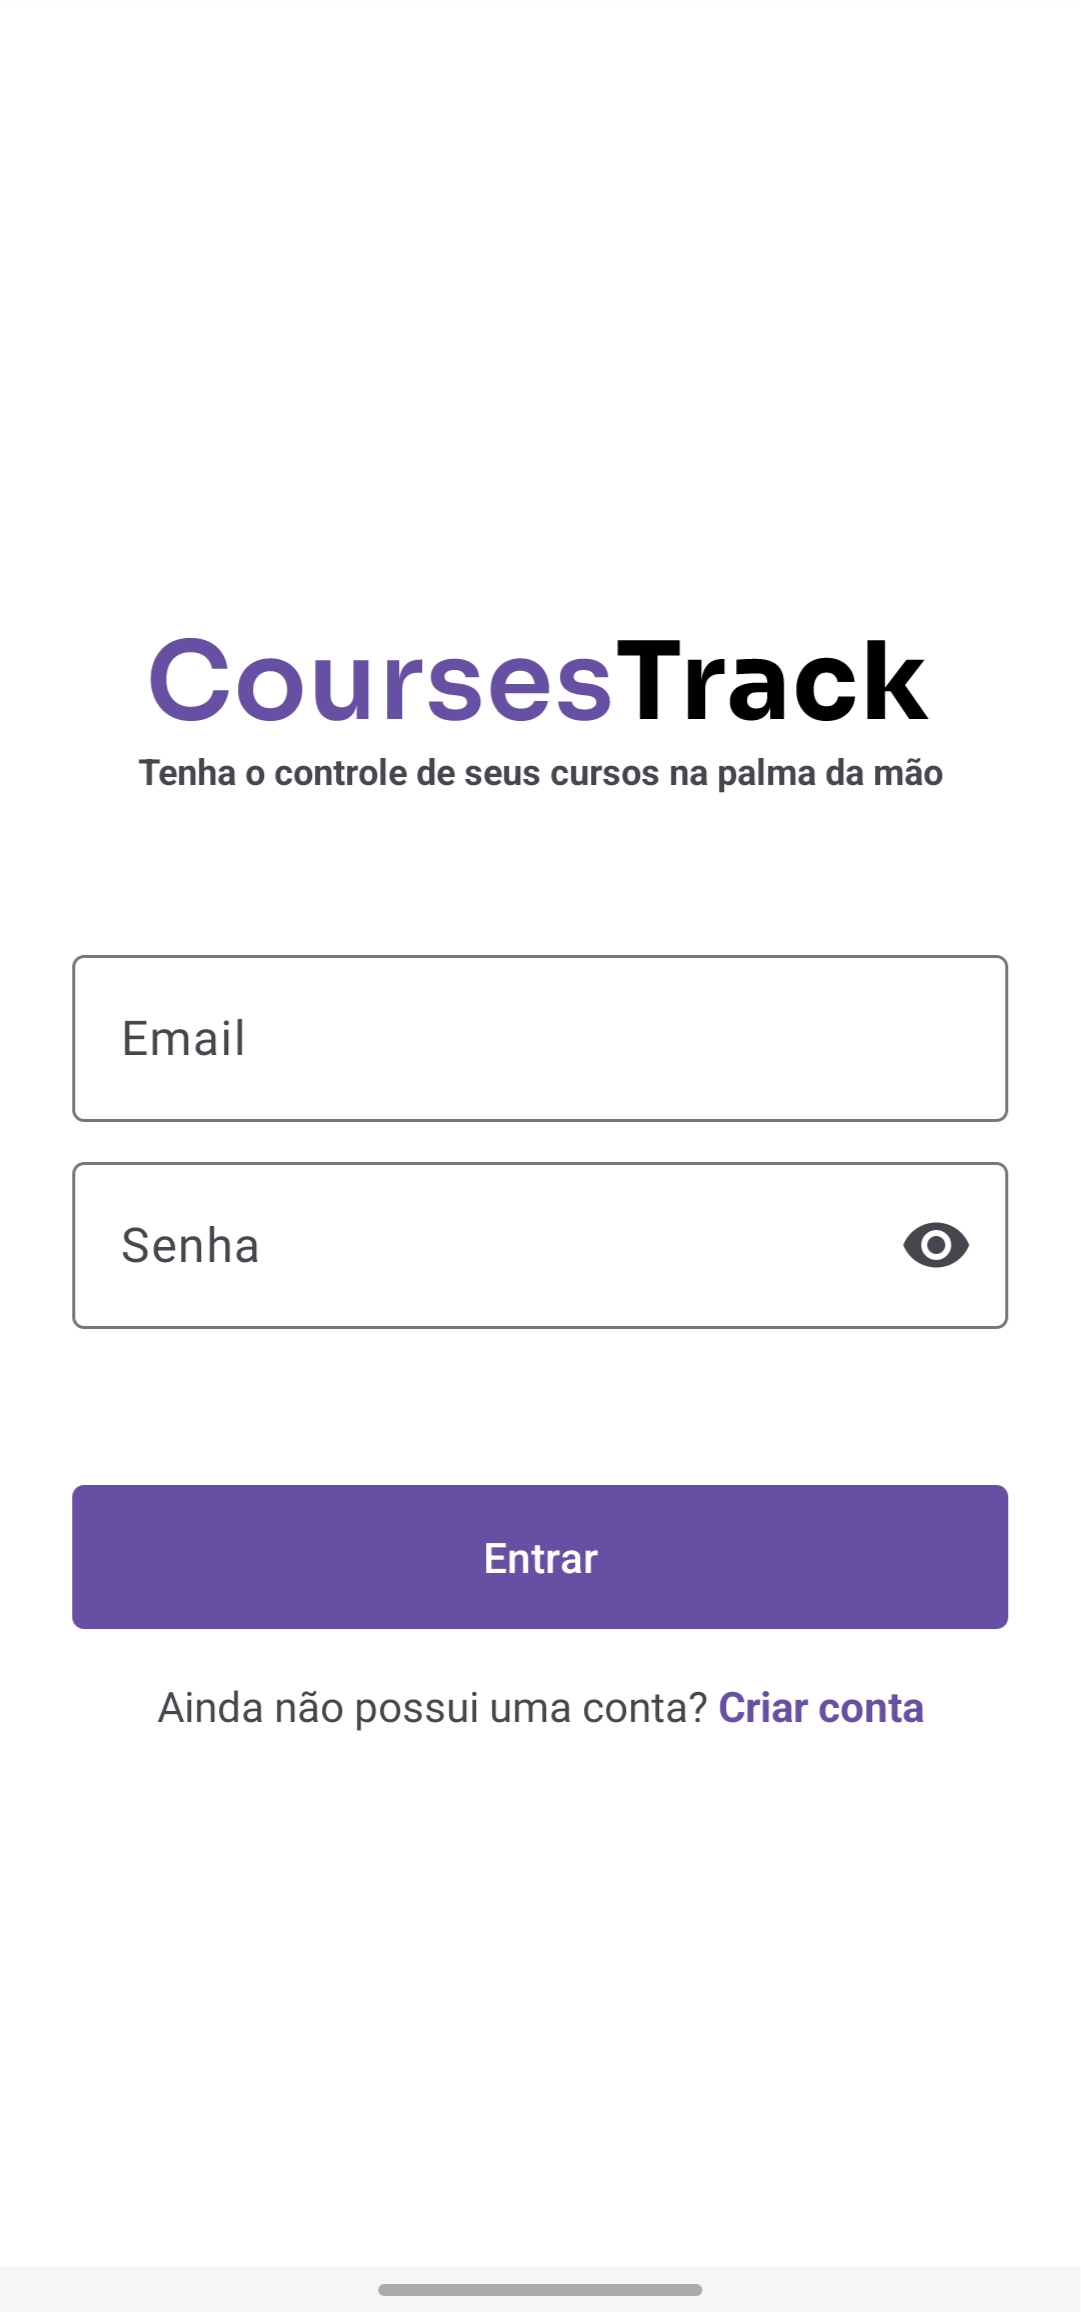 CoursesTrack
Tenha o controle de seus cursos na palma da mão
Email
Senha
Entrar
Ainda não possui uma conta? Criar conta